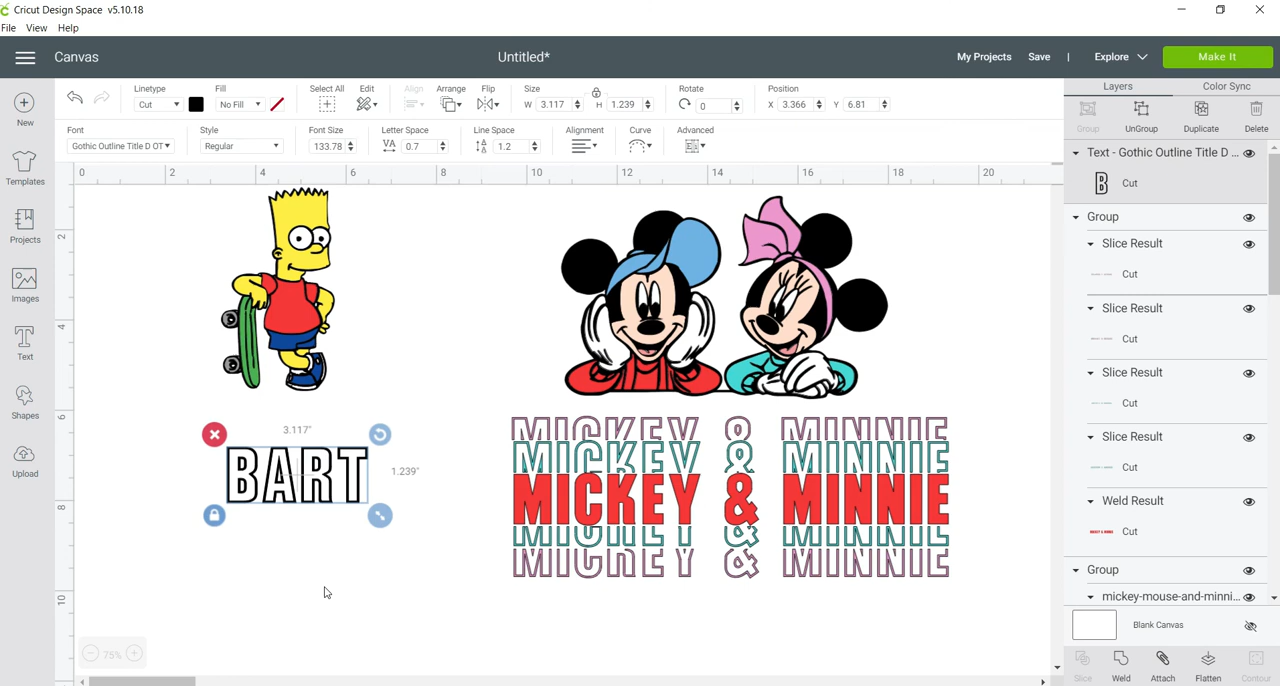 Cricut Design Space v5.10.18
File View Help
Canvas Untitled* My Projects Save | Explore Make It
Linetype Fill Select All Edit Align Arrange Flip Size Rotate Position
Cut No Fill W 3.117 H 1.239 0 X 3.366 Y 6.81
Font Style Font Size Letter Space Line Space Alignment Curve Advanced
Gothic Outline Title D OT Regular 133.78 VA 0.7 1.2
New
Templates
Projects
Images
Text
Shapes
Upload
0 2 4 6 8 10 12 14 16 18 20
2
4
6
8
10
3.117"
1.239"
BART
MICKEY & MINNIE
MICKEY & MINNIE
MICKEY & MINNIE
MICKEY & MINNIE
MICKEY & MINNIE
75%
Layers Color Sync
Group UnGroup Duplicate Delete
Text - Gothic Outline Title D ...
B Cut
Group
Slice Result
Cut
Slice Result
Cut
Slice Result
Cut
Slice Result
Cut
Weld Result
MICKEY & MINNIE Cut
Group
mickey-mouse-and-minni...
Blank Canvas
Slice Weld Attach Flatten Contour